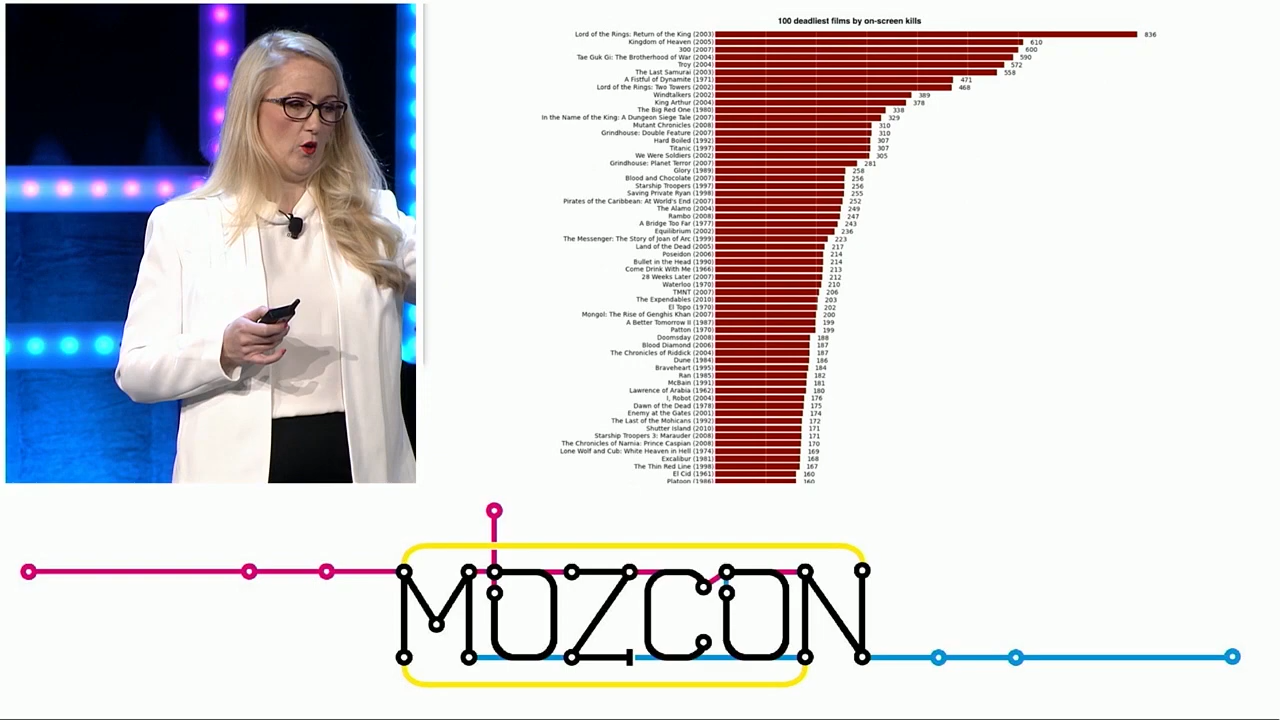 100 deadliest films by on-screen kills
Lord of the Rings: Return of the King (2003) 836
Kingdom of Heaven (2005) 610
300 (2007) 600
Tae Guk Gi: The Brotherhood of War (2004) 590
Troy (2004) 572
The Last Samurai (2003) 558
A Fistful of Dynamite (1971) 471
Lord of the Rings: Two Towers (2002) 468
Windtalkers (2002) 389
King Arthur (2004) 378
The Big Red One (1980) 338
In the Name of the King: A Dungeon Siege Tale (2007) 329
Mutant Chronicles (2008) 310
Grindhouse: Double Feature (2007) 310
Hard Boiled (1992) 307
Titanic (1997) 307
We Were Soldiers (2002) 305
Grindhouse: Planet Terror (2007) 281
Glory (1989) 258
Blood and Chocolate (2007) 256
Starship Troopers (1997) 256
Saving Private Ryan (1998) 255
Pirates of the Caribbean: At World's End (2007) 252
The Alamo (2004) 249
Rambo (2008) 247
A Bridge Too Far (1977) 243
Equilibrium (2002) 236
The Messenger: The Story of Joan of Arc (1999) 223
Land of the Dead (2005) 217
Poseidon (2006) 214
Bullet in the Head (1990) 214
Come Drink With Me (1966) 213
28 Weeks Later (2007) 212
Waterloo (1970) 210
TMNT (2007) 206
The Expendables (2010) 203
El Topo (1970) 202
Mongol: The Rise of Genghis Khan (2007) 200
A Better Tomorrow II (1987) 199
Patton (1970) 199
Doomsday (2008) 188
Blood Diamond (2006) 187
The Chronicles of Riddick (2004) 187
Dune (1984) 186
Braveheart (1995) 184
Ran (1985) 182
McBain (1991) 181
Lawrence of Arabia (1962) 180
I, Robot (2004) 176
Dawn of the Dead (1978) 175
Enemy at the Gates (2001) 174
The Last of the Mohicans (1992) 172
Shutter Island (2010) 171
Starship Troopers 3: Marauder (2008) 171
The Chronicles of Narnia: Prince Caspian (2008) 170
Lone Wolf and Cub: White Heaven in Hell (1974) 169
Excalibur (1981) 168
The Thin Red Line (1998) 167
El Cid (1961) 160
Platoon (1986) 160
MOZCON